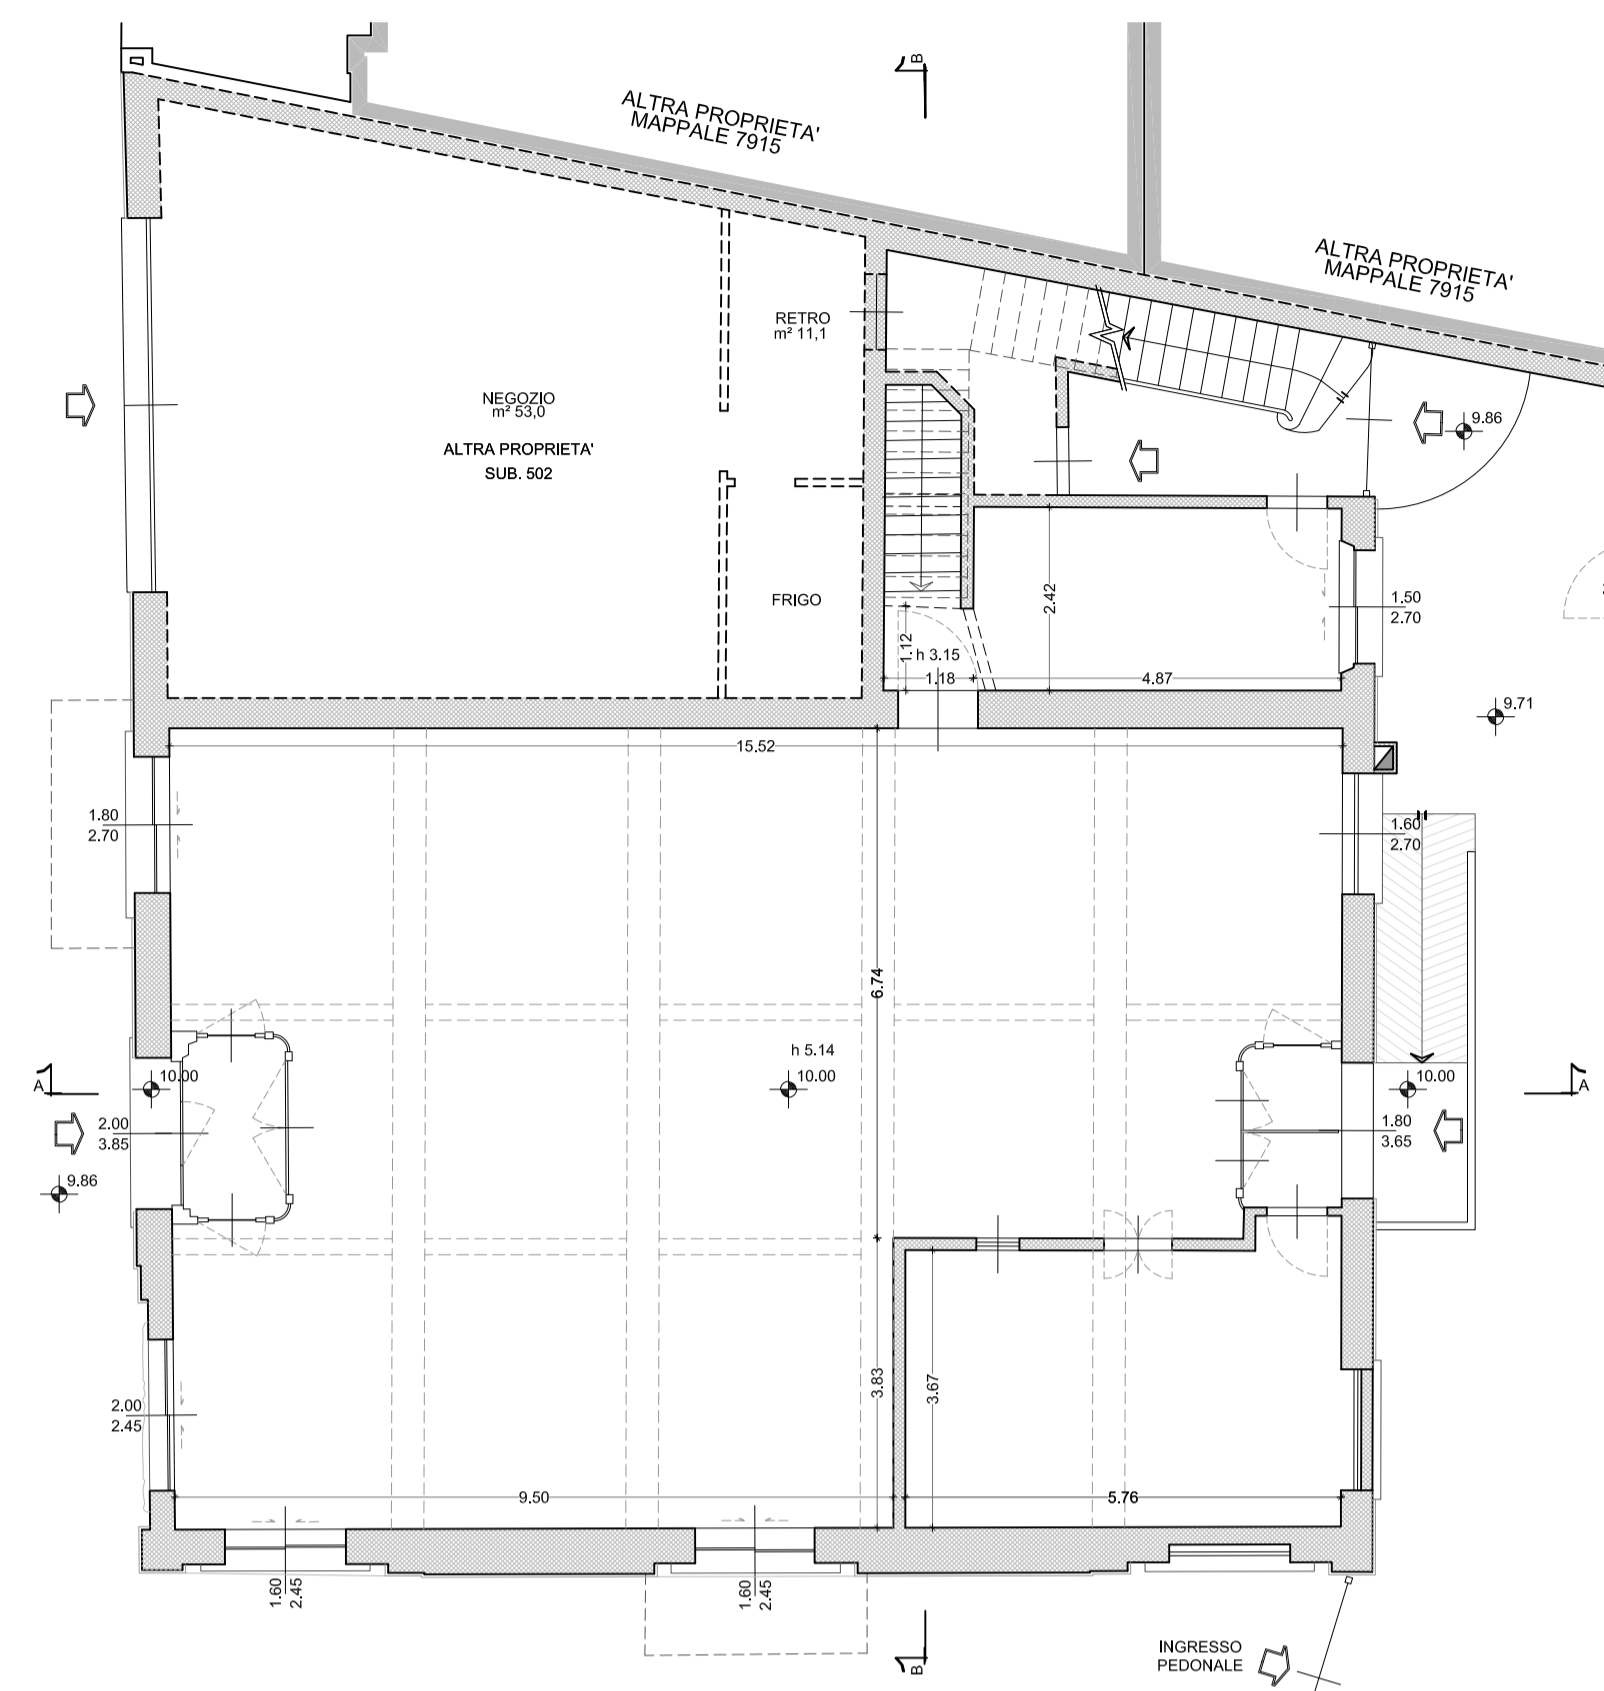 B
ALTRA PROPRIETA'
MAPPALE 7915
ALTRA PROPRIETA'
MAPPALE 7915
RETRO
m² 11,1
NEGOZIO
m² 53,0
9.86
ALTRA PROPRIETA'
SUB. 502
2.42
FRIGO
1.50
2.70
1.12
h 3.15
1.18
4.87
9.71
15.52
1.80
2.70
1.60
2.70
6.74
h 5.14
10.00
10.00
10.00
A
A
2.00
3.85
1.80
3.65
9.86
3.83
3.67
2.00
2.45
9.50
5.76
1.60
2.45
1.60
2.45
INGRESSO
PEDONALE
B